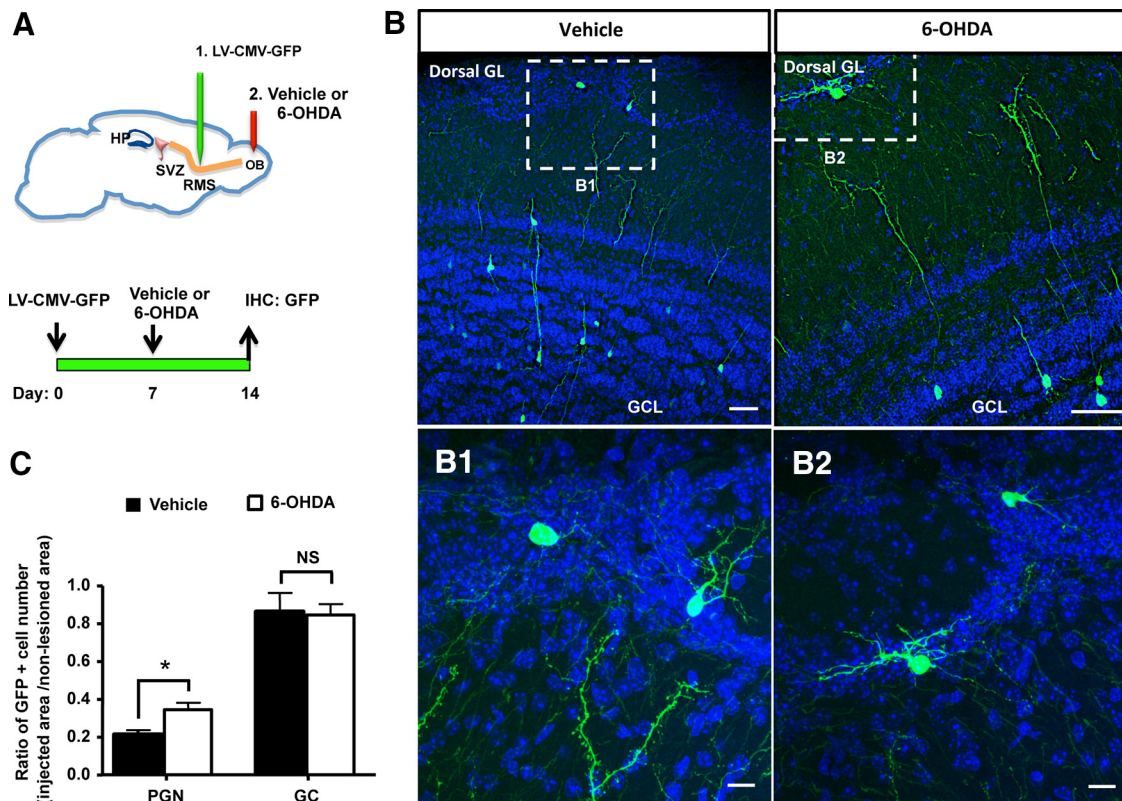 A
1. LV-CMV-GFP
2. Vehicle or
6-OHDA
HP
SVZ
RMS
OB
LV-CMV-GFP
Vehicle or
6-OHDA
IHC: GFP
Day: 0
7
14
B
Vehicle
6-OHDA
Dorsal GL
B1
GCL
Dorsal GL
B2
GCL
B1
B2
C
Vehicle
6-OHDA
Ratio of GFP + cell number
(injected area /non-lesioned area)
1.0
0.8
0.6
0.4
0.2
0.0
*
NS
PGN
GC